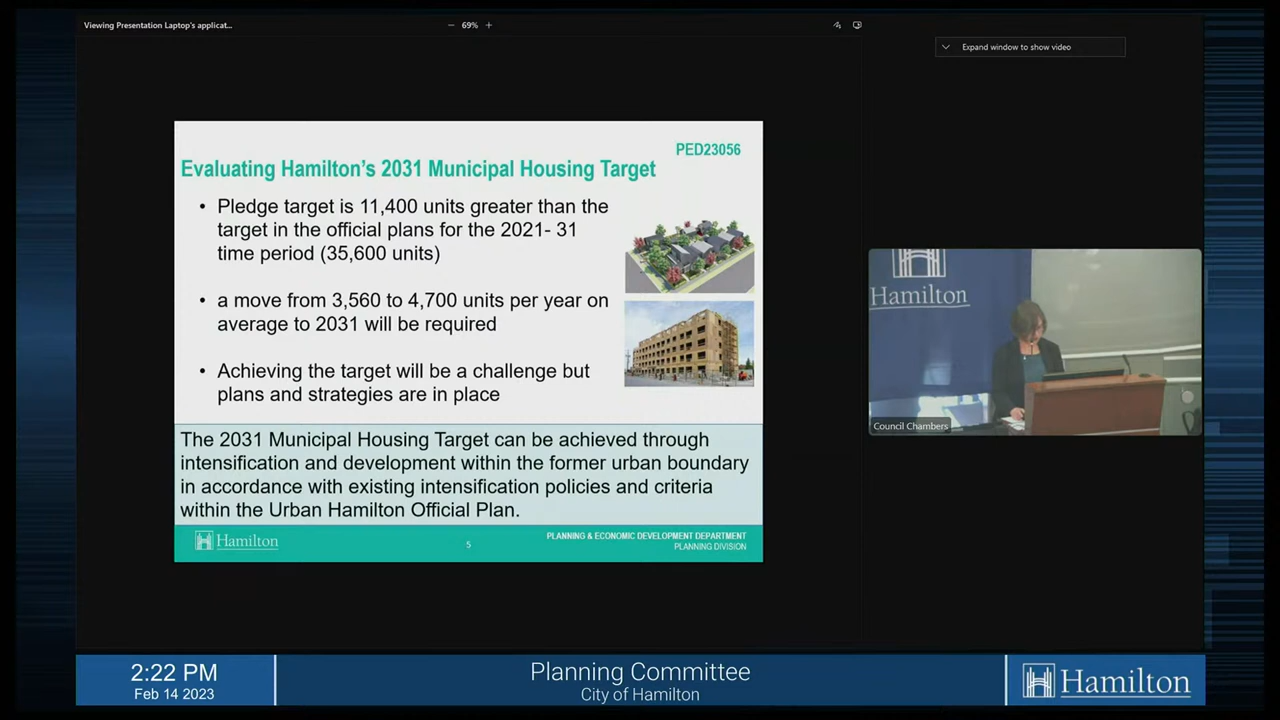 Viewing Presentation Laptop's applicat...
69%
Expand window to show video
PED23056
Evaluating Hamilton's 2031 Municipal Housing Target
• Pledge target is 11,400 units greater than the
target in the official plans for the 2021- 31
time period (35,600 units)
• a move from 3,560 to 4,700 units per year on
average to 2031 will be required
• Achieving the target will be a challenge but
plans and strategies are in place
The 2031 Municipal Housing Target can be achieved through
intensification and development within the former urban boundary
in accordance with existing intensification policies and criteria
within the Urban Hamilton Official Plan.
Hamilton
5
PLANNING & ECONOMIC DEVELOPMENT DEPARTMENT
PLANNING DIVISION
Hamilton
Council Chambers
2:22 PM
Feb 14 2023
Planning Committee
City of Hamilton
Hamilton